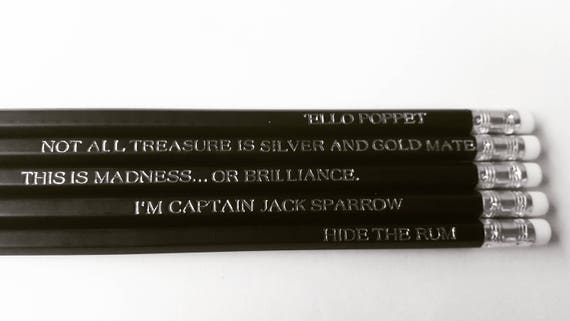 'ELLO POPPET
NOT ALL TREASURE IS SILVER AND GOLD MATE
THIS IS MADNESS... OR BRILLIANCE.
I'M CAPTAIN JACK SPARROW
HIDE THE RUM